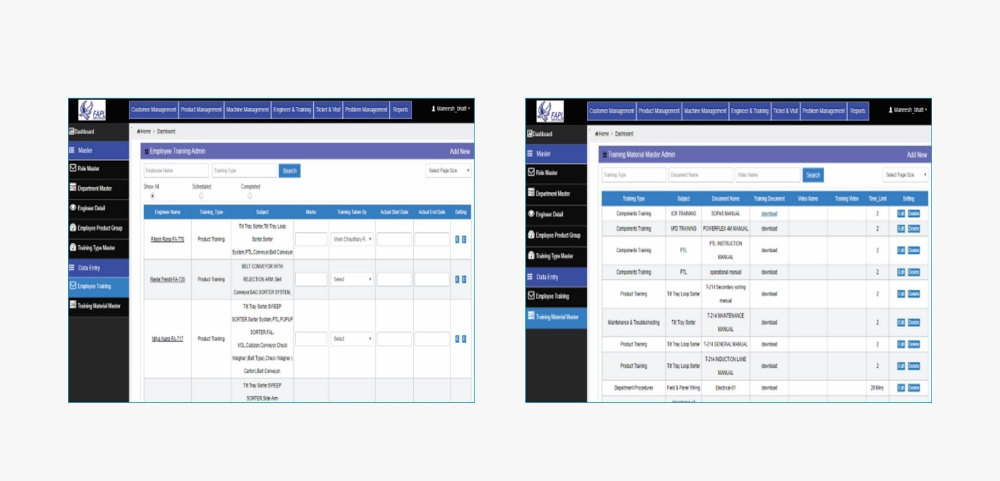 FAPL
Customer Management Product Management Machine Management Engineer & Training Ticket & Visit Problem Management Reports
Maneesh_bhatt
Dashboard
Home > Dashboard
Master
Employee Training Admin
Add New
Role Master
Employee Name
Training Type
Search
Select Page Size
Department Master
Show All
Scheduled
Completed
Engineer Detail
Employee Product Group
Training Type Master
Data Entry
Employee Training
Training Material Master
Engineer Name Training_Type Subject Marks Training Taken By Actual Start Date Actual End Date Setting
Tilt Tray Sorter,Tilt Tray Loop
Ritesh Rana-FA-776 Product Training Sorter,Sorter Vivek Choudhary-F E D
System,PTL,Conveyor,Belt Conveyor
BELT CONVEYOR WITH
Product Training REJECTION ARM ,Belt Select E D
Conveyor,BAG SORTER SYSTEM,
Tilt Tray Sorter,SWEEP
SORTER,Sorter System,PTL,POPUP
Nitya Nand-FA-717 Product Training SORTER,FAL- Select E D
VOL,Cubizon,Conveyor,Check
Weigher (Belt Type),Check Weigher (
Carton),Belt Conveyor,
Tilt Tray Sorter,SWEEP
SORTER,Side Arm
FAPL
Customer Management Product Management Machine Management Engineer & Training Ticket & Visit Problem Management Reports
Maneesh_bhatt
Dashboard
Home > Dashboard
Master
Training Material Master Admin
Add New
Role Master
Training Type
Document Name
Video Name
Search
Select Page Size
Department Master
Engineer Detail
Employee Product Group
Training Type Master
Data Entry
Employee Training
Training Material Master
Training Type Subject Document Name Training Document Video Name Training Video Time_Limit Setting
Components Training ICR TRAINING SOPAS MANUAL download 2 Edit Delete
Components Training VFD TRAINING POWERFLEX 4M MANUAL download 2 Edit Delete
Components Training PTL PTL INSTRUCTION MANUAL download 2 Edit Delete
Components Training PTL operational manual download 2 Edit Delete
Product Training Tilt Tray Loop Sorter T-214 Secondary sorting manual download 2 Edit Delete
Maintenance & Troubleshooting Tilt Tray Sorter T-214 MAINTENANCE MANUAL download 2 Edit Delete
Product Training Tilt Tray Loop Sorter T-214 GENERAL MANUAL download 2 Edit Delete
Product Training Tilt Tray Loop Sorter T-214 INDUCTION LANE MANUAL download 2 Edit Delete
Department Procedures Field & Panel Wiring Electrical-01 download 20 Mins. Edit Delete